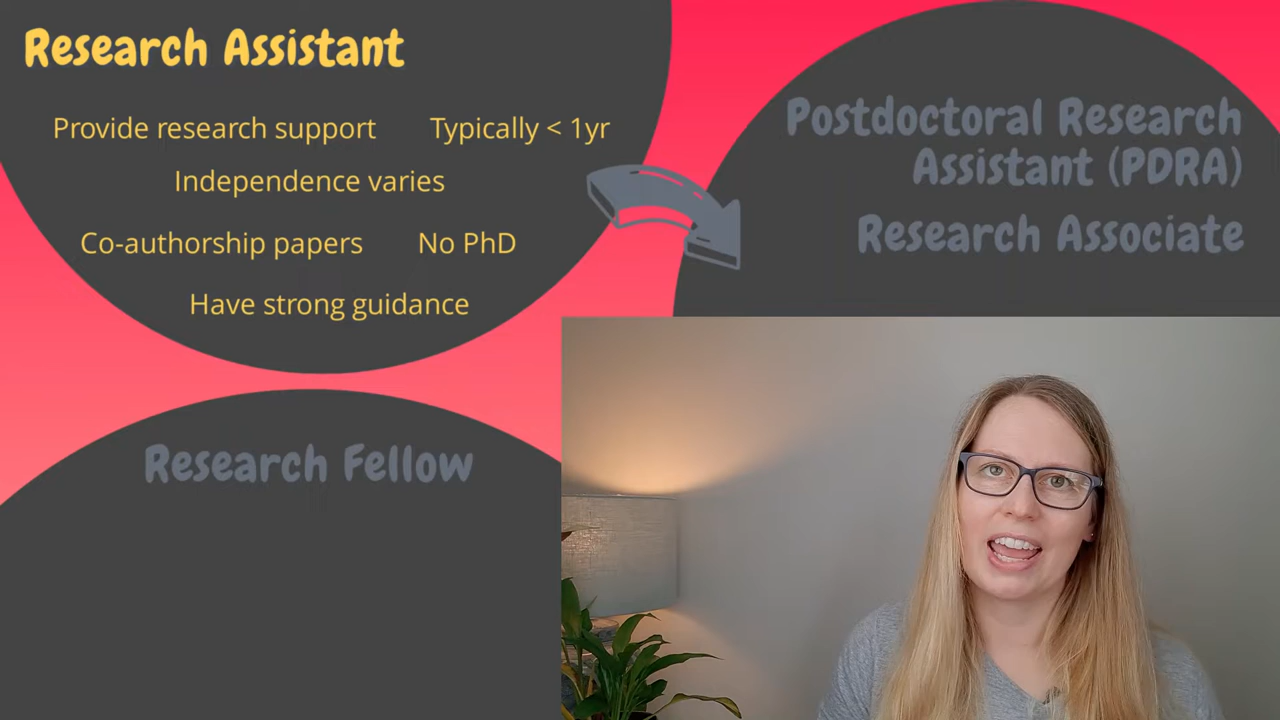 Research Assistant
Provide research support
Typically < 1yr
Independence varies
Co-authorship papers
No PhD
Have strong guidance
Postdoctoral Research
Assistant (PDRA)
Research Associate
Research Fellow